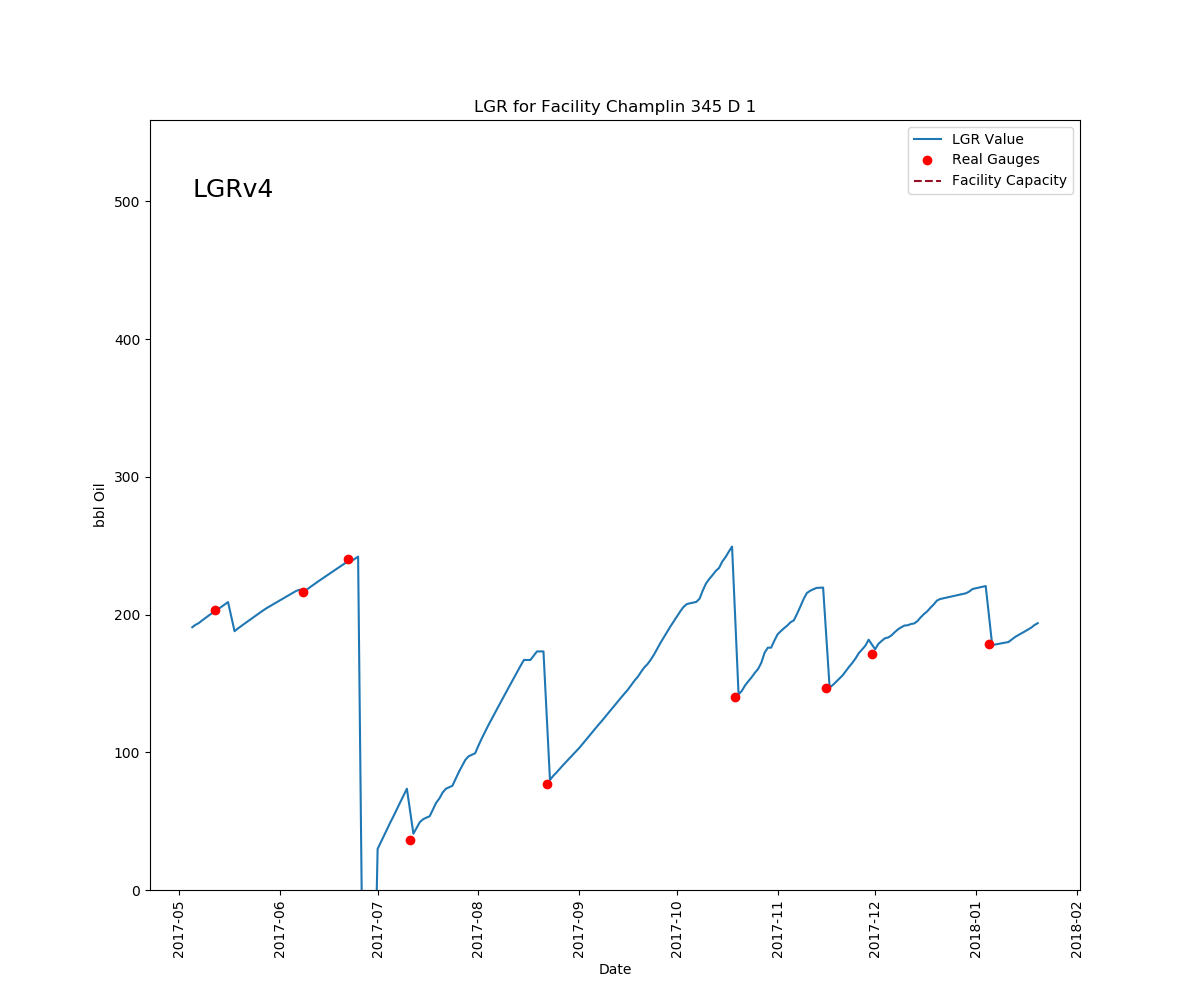 LGR for Facility Champlin 345 D 1
LGRv4
LGR Value
Real Gauges
Facility Capacity
bbl Oil
500
400
300
200
100
0
2017-05
2017-06
2017-07
2017-08
2017-09
2017-10
2017-11
2017-12
2018-01
2018-02
Date